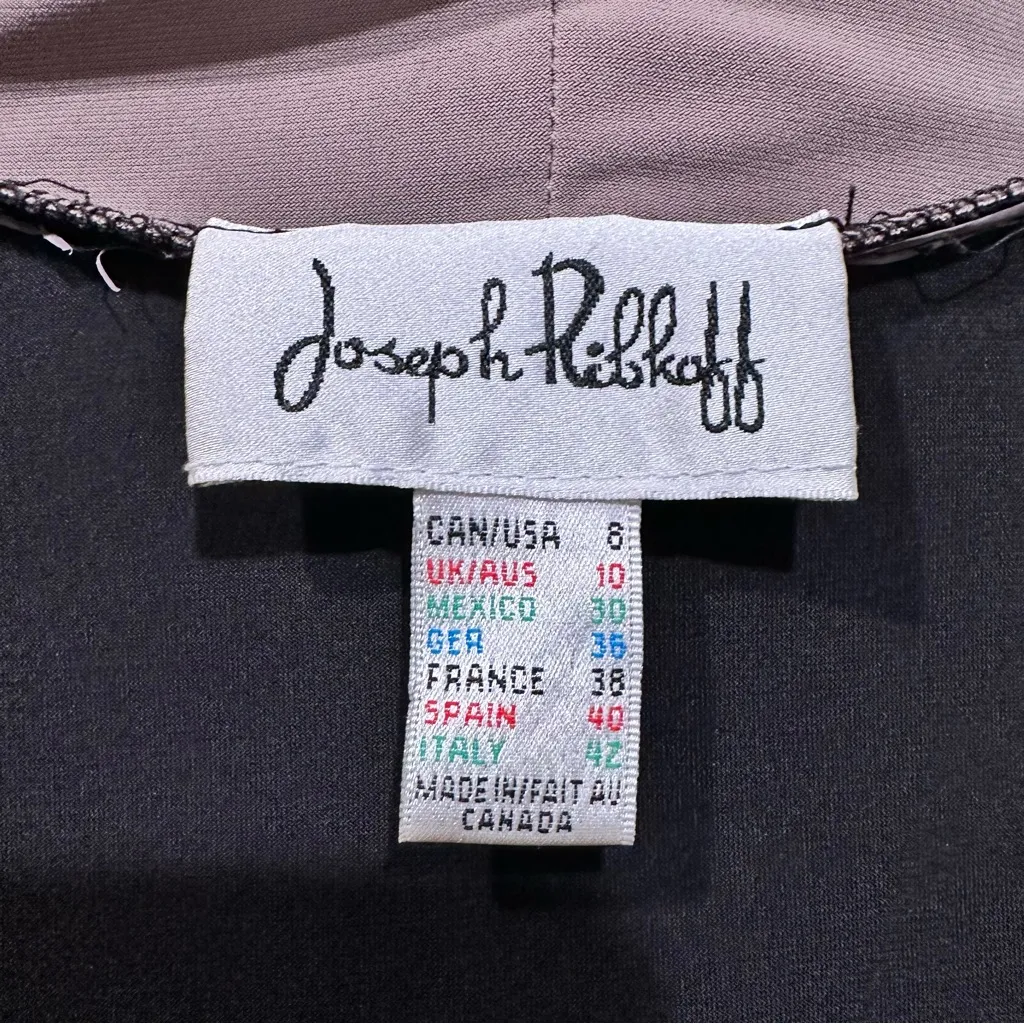 Joseph Ribkoff
CAN/USA 8
UK/AUS 10
MEXICO 30
GER 36
FRANCE 38
SPAIN 40
ITALY 42
MADE IN/FAIT AU
CANADA